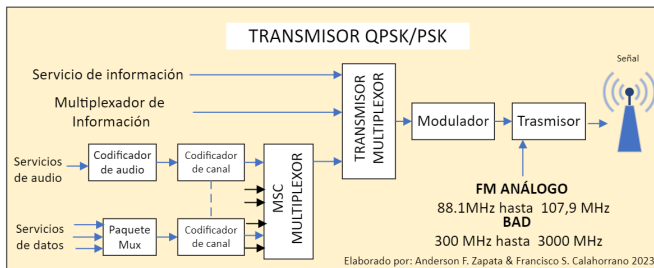 TRANSMISOR QPSK/PSK
Señal
Servicio de información
Multiplexador de
Información
TRANSMISOR
MULTIPLEXOR
Modulador
Trasmisor
Servicios
de audio
Codificador
de audio
Codificador
de canal
MSC
MULTIPLEXOR
Servicios
de datos
Paquete
Mux
Codificador
de canal
FM ANÁLOGO
88.1MHz hasta 107,9 MHz
BAD
300 MHz hasta 3000 MHz
Elaborado por: Anderson F. Zapata & Francisco S. Calahorrano 2023